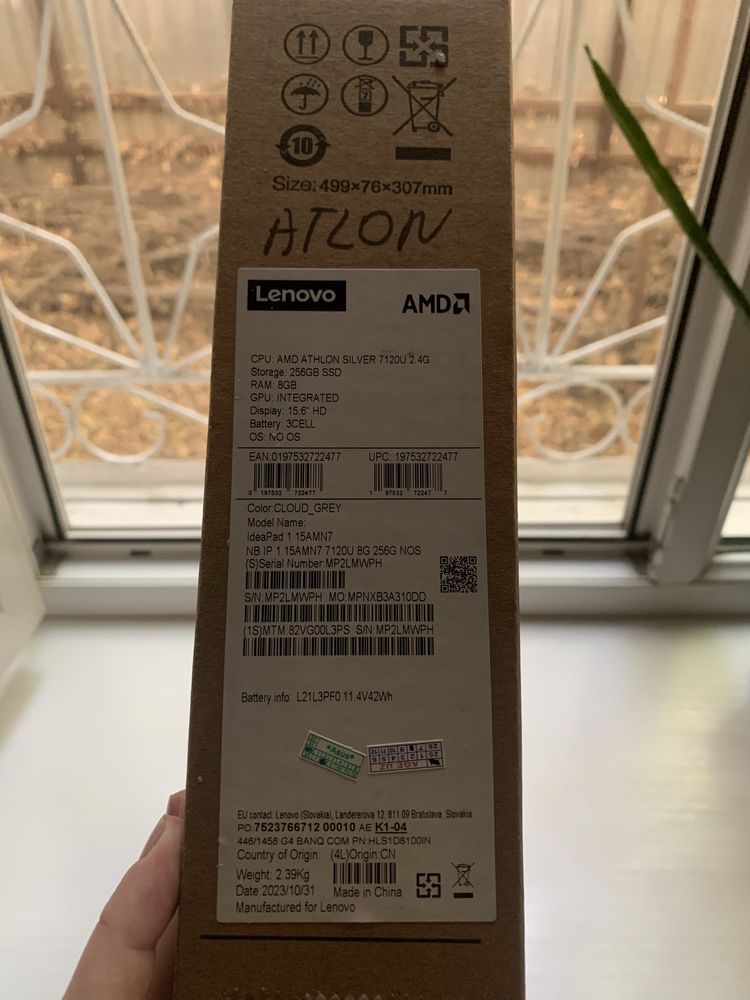 10
Size: 499×76×307mm
ATLON
Lenovo
AMD
CPU: AMD ATHLON SILVER 7120U 2.4G
Storage: 256GB SSD
RAM: 8GB
GPU: INTEGRATED
Display: 15.6" HD
Battery: 3CELL
OS: NO OS
EAN:0197532722477 UPC: 197532722477
0 197532 722477 1 97532 72247 7
Color:CLOUD_GREY
Model Name:
IdeaPad 1 15AMN7
NB IP 1 15AMN7 7120U 8G 256G NOS
(S)Serial Number:MP2LMWPH
S/N:MP2LMWPH MO:MPNXB3A310DD
(1S)MTM:82VG00L3PS S/N:MP2LMWPH
Battery info: L21L3PF0 11.4V42Wh
AGE UZ
EU contact: Lenovo (Slovakia), Landererova 12, 811 09 Bratislava, Slovakia
PO:7523766712 00010 AE K1-04
446/1458 G4 BANQ COM PN:HLS1D8100IN
Country of Origin: (4L)Origin:CN
Weight: 2.39Kg
Date:2023/10/31 Made in China
Manufactured for Lenovo